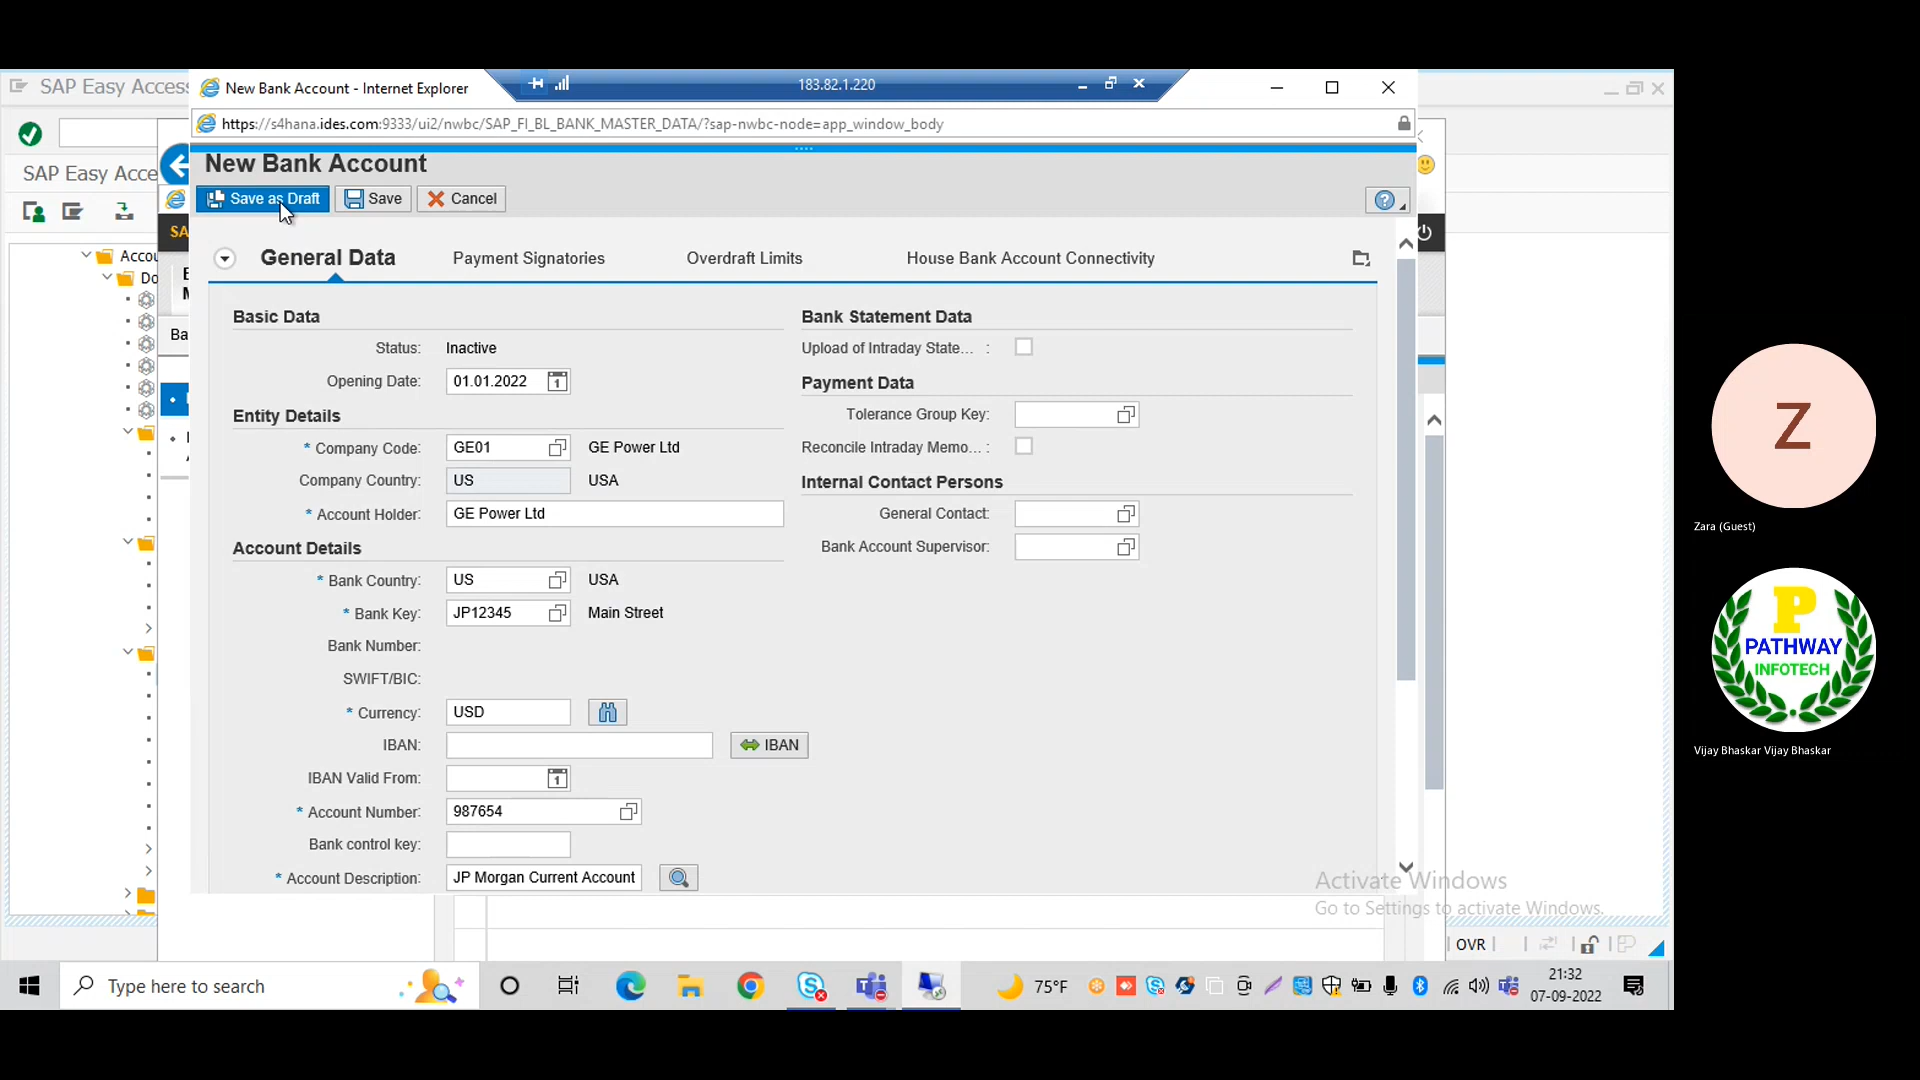 SAP Easy Access
New Bank Account - Internet Explorer
183.82.1.220
https://s4hana.ides.com:9333/ui2/nwbc/SAP_FI_BL_BANK_MASTER_DATA/?sap-nwbc-node=app_window_body
SAP Easy Acce
New Bank Account
Save as Draft
Save
Cancel
SA
General Data
Payment Signatories
Overdraft Limits
House Bank Account Connectivity
Accou
Do
Ba
Basic Data
Status: Inactive
Opening Date: 01.01.2022
Entity Details
* Company Code: GE01 GE Power Ltd
Company Country: US USA
* Account Holder: GE Power Ltd
Account Details
* Bank Country: US USA
* Bank Key: JP12345 Main Street
Bank Number:
SWIFT/BIC:
* Currency: USD
IBAN: IBAN
IBAN Valid From:
* Account Number: 987654
Bank control key:
* Account Description: JP Morgan Current Account
Bank Statement Data
Upload of Intraday State... :
Payment Data
Tolerance Group Key:
Reconcile Intraday Memo... :
Internal Contact Persons
General Contact:
Bank Account Supervisor:
Activate Windows
Go to Settings to activate Windows.
OVR
Type here to search
75°F
21:32
07-09-2022
Z
Zara (Guest)
P
PATHWAY
INFOTECH
Vijay Bhaskar Vijay Bhaskar